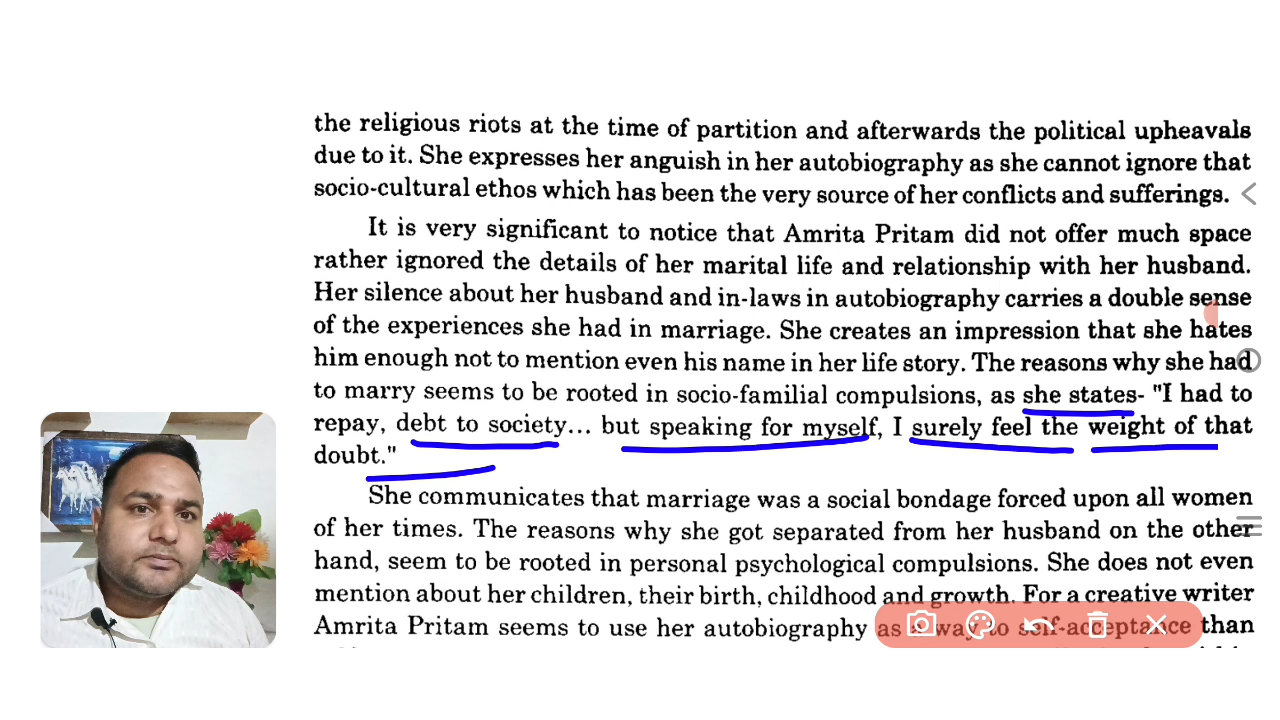 the religious riots at the time of partition and afterwards the political upheavals
due to it. She expresses her anguish in her autobiography as she cannot ignore that
socio-cultural ethos which has been the very source of her conflicts and sufferings.
It is very significant to notice that Amrita Pritam did not offer much space
rather ignored the details of her marital life and relationship with her husband.
Her silence about her husband and in-laws in autobiography carries a double sense
of the experiences she had in marriage. She creates an impression that she hates
him enough not to mention even his name in her life story. The reasons why she had
to marry seems to be rooted in socio-familial compulsions, as she states- "I had to
repay, debt to society... but speaking for myself, I surely feel the weight of that
doubt."
She communicates that marriage was a social bondage forced upon all women
of her times. The reasons why she got separated from her husband on the other
hand, seem to be rooted in personal psychological compulsions. She does not even
mention about her children, their birth, childhood and growth. For a creative writer
Amrita Pritam seems to use her autobiography as a way to self-acceptance than